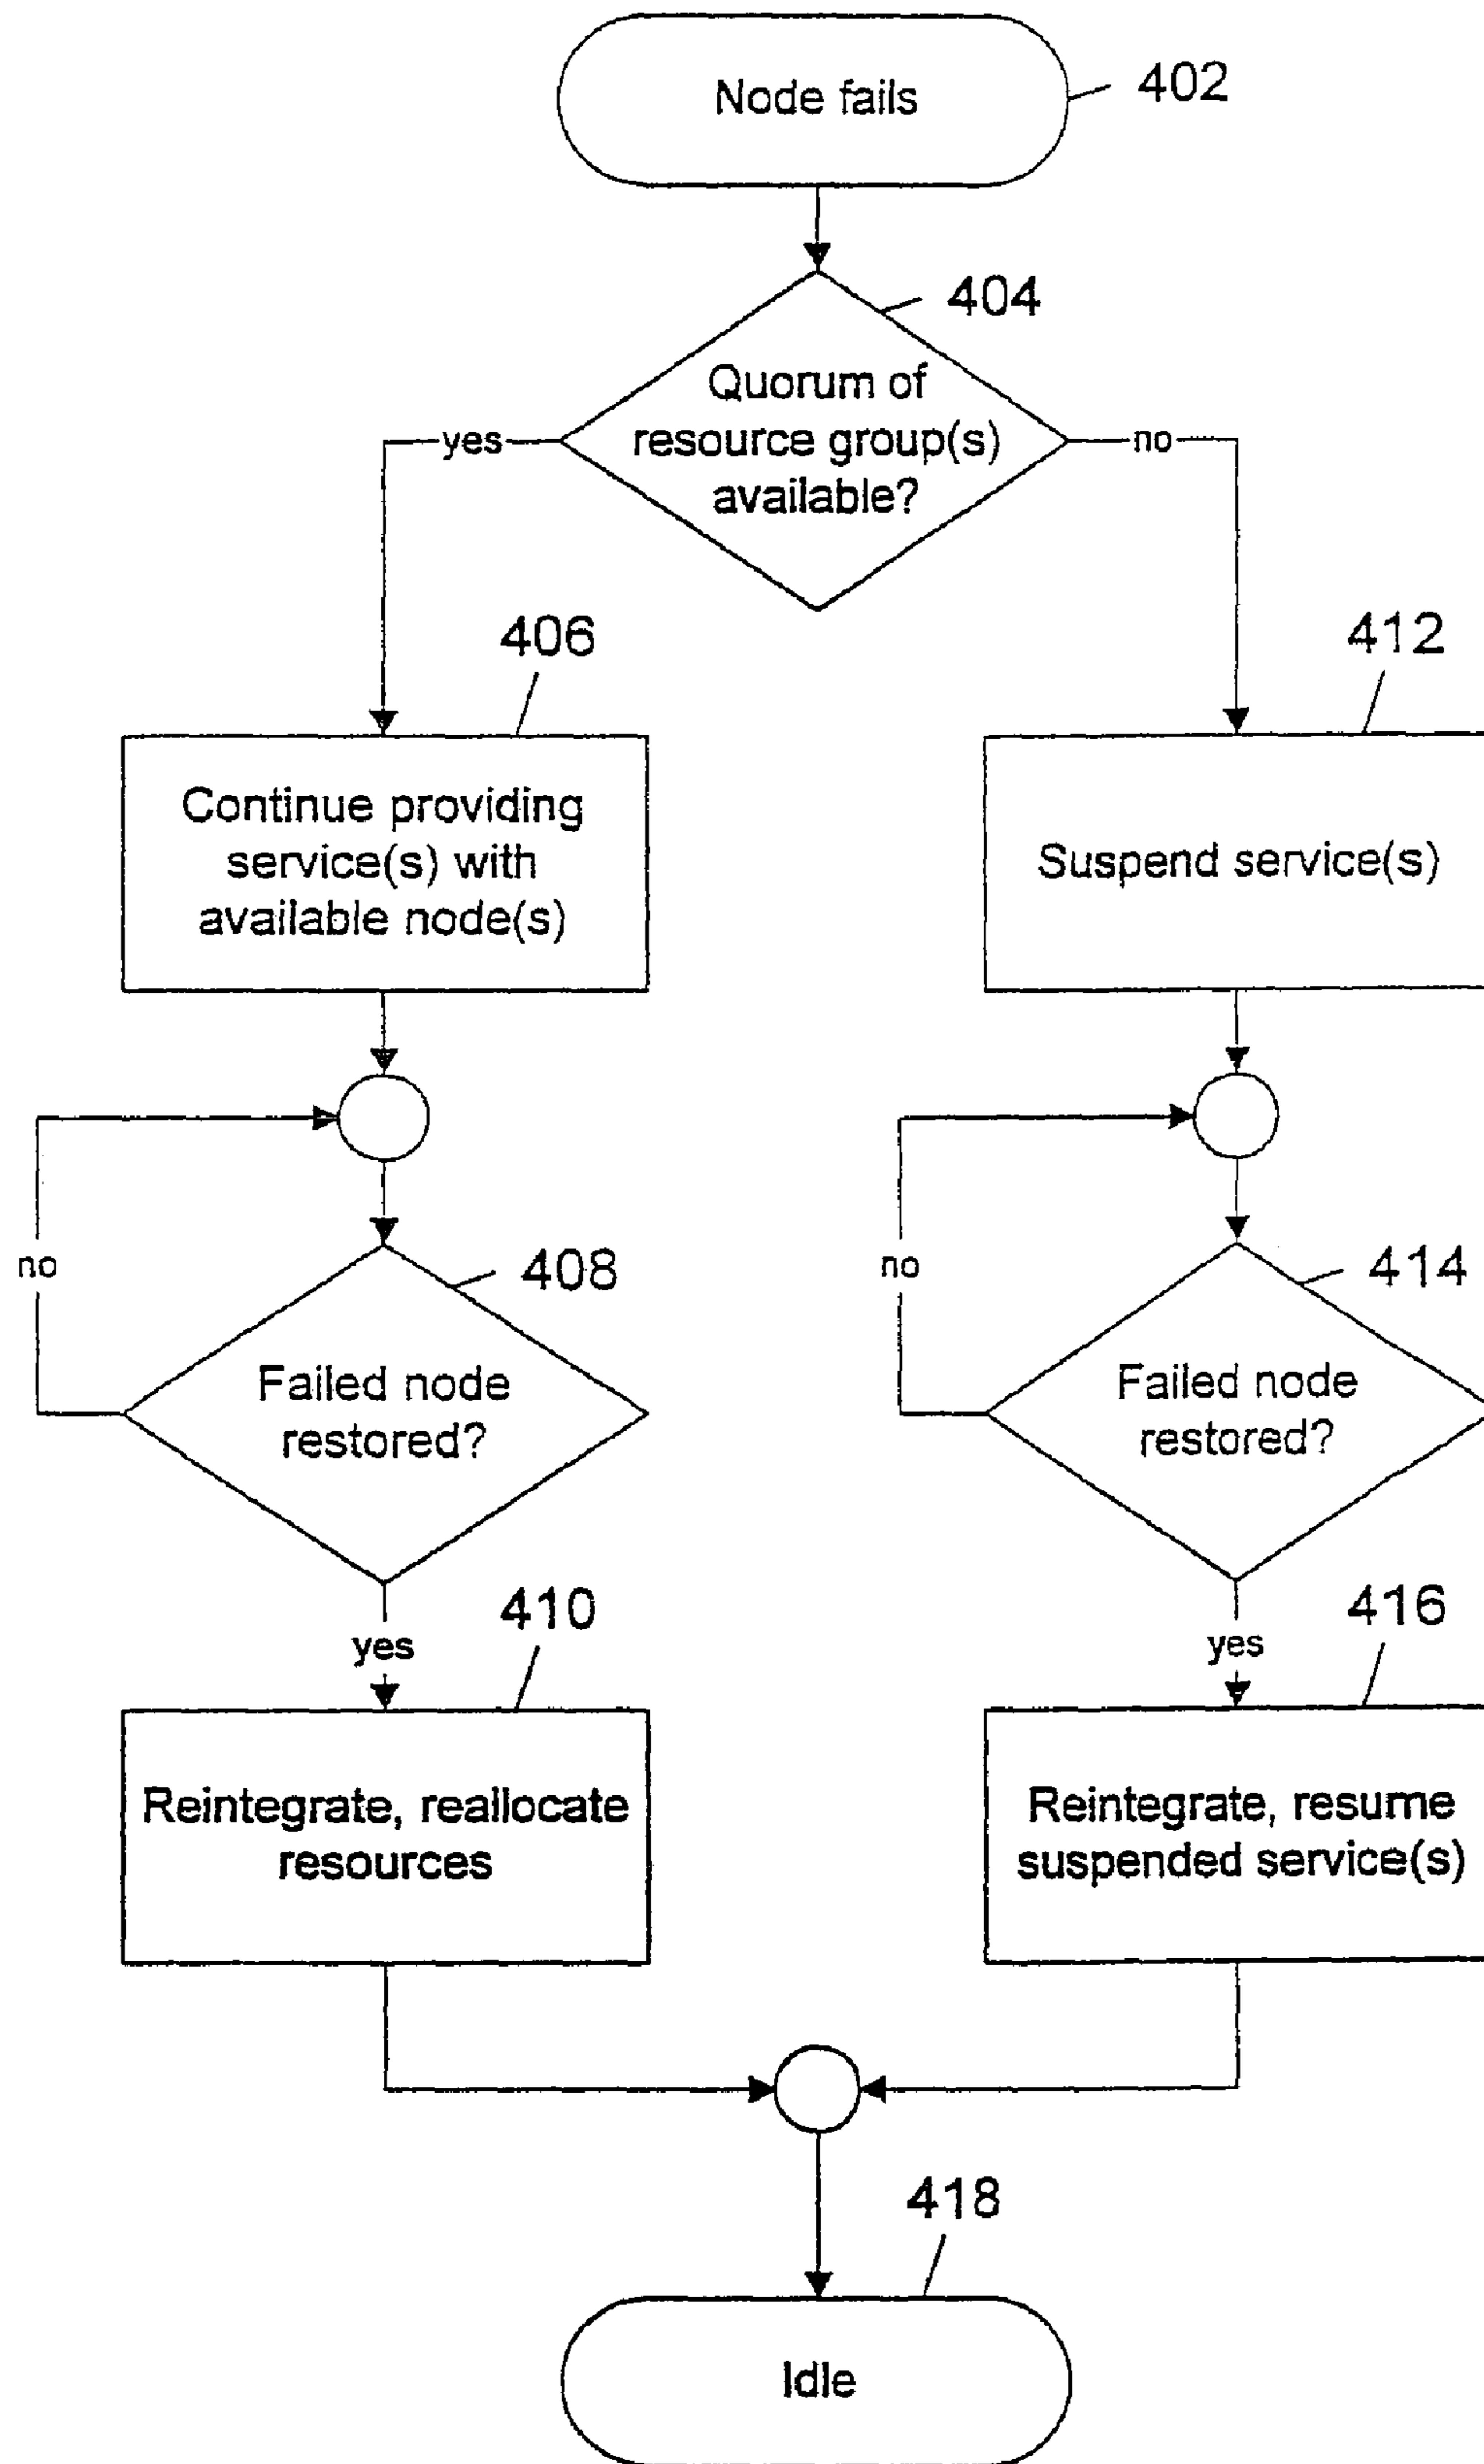 Node fails
402
404
Quorum of
resource group(s)
available?
yes
no
406
412
Continue providing
service(s) with
available node(s)
Suspend service(s)
no
408
Failed node
restored?
no
414
Failed node
restored?
yes
410
yes
416
Reintegrate, reallocate
resources
Reintegrate, resume
suspended service(s)
418
Idle